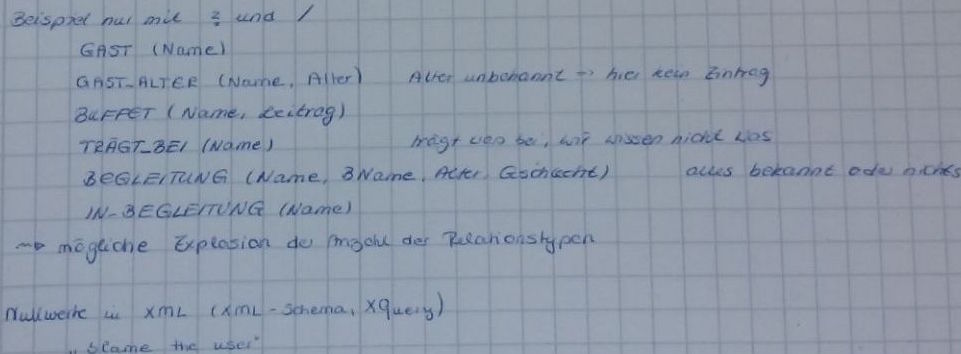 Beispiel nur mit ⁇ und /
GAST (Name)
GAST_ALTER (Name, Alter) Alter unbekannt → hier kein Eintrag
BUFFET (Name, Beitrag)
TRÄGT_BEI (Name) trägt was bei, wir wissen nicht was
BEGLEITUNG (Name, BName, Alter, Geschlecht) alles bekannt oder nichts
IN-BEGLEITUNG (Name)
⇝ mögliche Explosion der Anzahl der Relationstypen
Nullwerte in XML (XML-Schema, XQuery)
"blame the user"